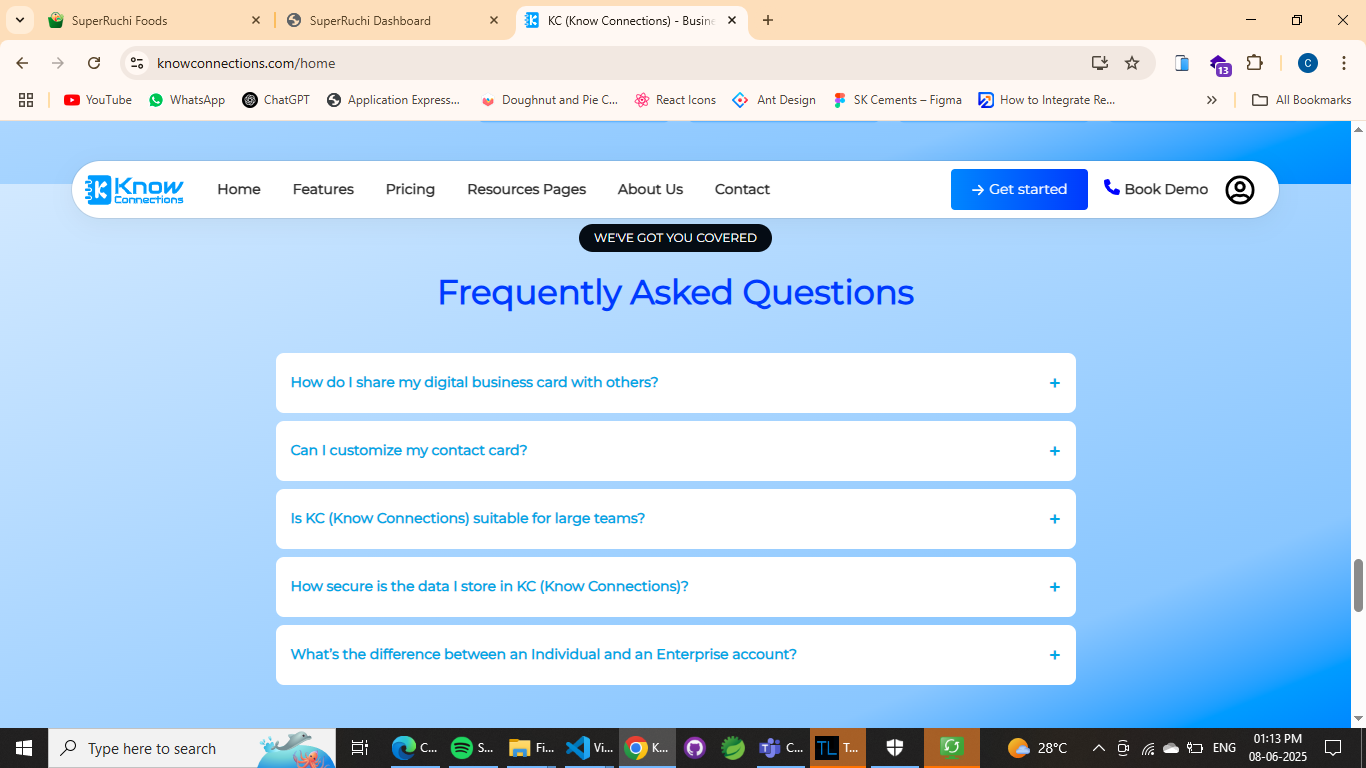 SuperRuchi Foods
SuperRuchi Dashboard
KC (Know Connections) - Busine
knowconnections.com/home
13
C
YouTube
WhatsApp
ChatGPT
Application Express...
Doughnut and Pie C...
React Icons
Ant Design
SK Cements – Figma
How to Integrate Re...
All Bookmarks
Know Connections
Home
Features
Pricing
Resources Pages
About Us
Contact
Get started
Book Demo
WE'VE GOT YOU COVERED
Frequently Asked Questions
How do I share my digital business card with others?
Can I customize my contact card?
Is KC (Know Connections) suitable for large teams?
How secure is the data I store in KC (Know Connections)?
What's the difference between an Individual and an Enterprise account?
Type here to search
C...
S...
Fi...
Vi...
K...
C...
TL
T...
28°C
ENG
01:13 PM
08-06-2025